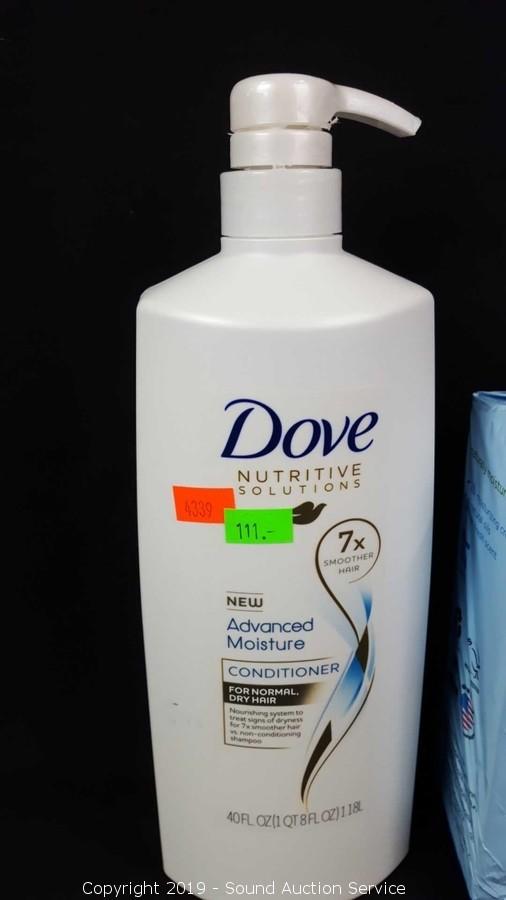 Dove
NUTRITIVE
SOLUTIONS
4339
111.-
7x
SMOOTHER
HAIR
NEW
Advanced
Moisture
CONDITIONER
FOR NORMAL,
DRY HAIR
Nourishing system to
treat signs of dryness
for 7x smoother hair
vs. non-conditioning
shampoo
40 FL OZ (1 QT 8 FL OZ) 1.18L
Copyright 2019 - Sound Auction Service